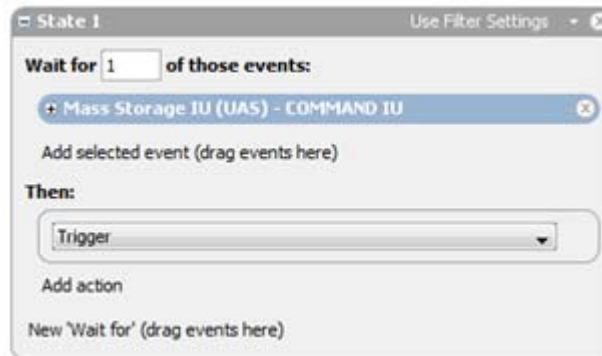 State 1 Use Filter Settings
Wait for 1 of those events:
Mass Storage IU (UAS) - COMMAND IU
Add selected event (drag events here)
Then:
Trigger
Add action
New 'Wait for' (drag events here)